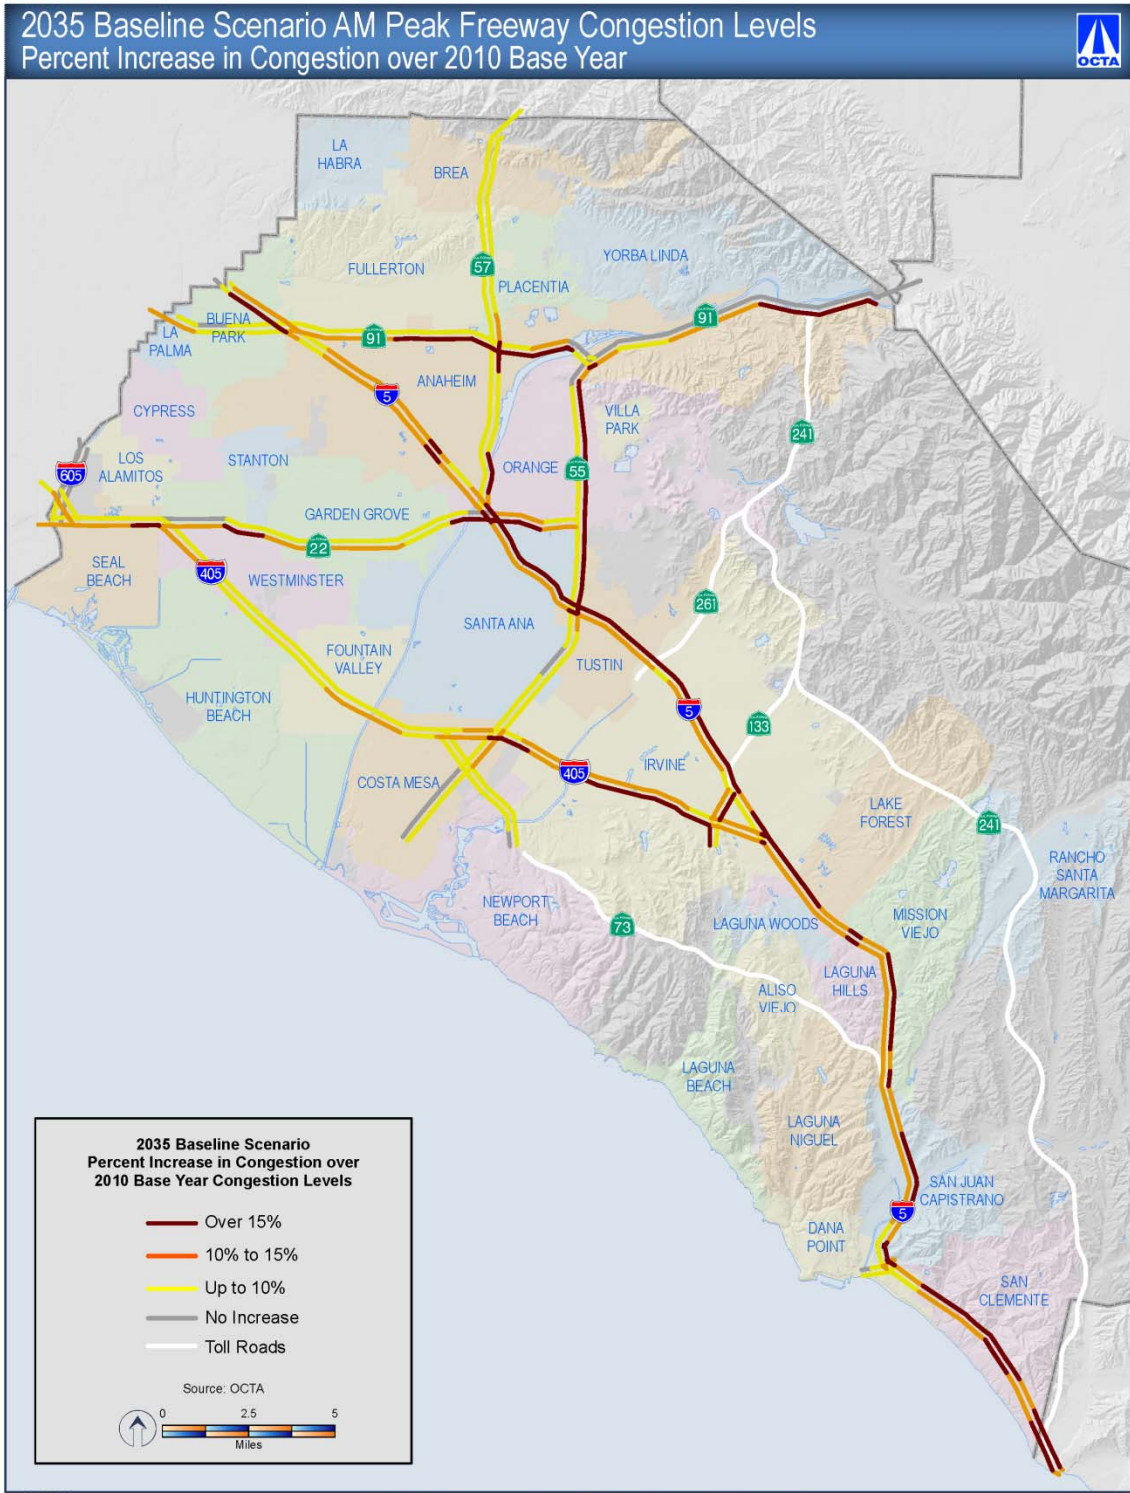 2035 Baseline Scenario AM Peak Freeway Congestion Levels
Percent Increase in Congestion over 2010 Base Year
OCTA
LA
HABRA
BREA
FULLERTON
57
YORBA LINDA
PLACENTIA
BUENA
PARK
91
91
LA
PALMA
ANAHEIM
5
CYPRESS
VILLA
PARK
241
LOS
ALAMITOS
STANTON
ORANGE
55
605
GARDEN GROVE
22
SEAL
BEACH
405
WESTMINSTER
261
SANTA ANA
FOUNTAIN
VALLEY
TUSTIN
HUNTINGTON
BEACH
5
133
IRVINE
405
COSTA MESA
LAKE
FOREST
241
RANCHO
SANTA
MARGARITA
NEWPORT
BEACH
73
LAGUNA WOODS
MISSION
VIEJO
LAGUNA
HILLS
ALISO
VIEJO
LAGUNA
BEACH
LAGUNA
NIGUEL
SAN JUAN
CAPISTRANO
5
DANA
POINT
SAN
CLEMENTE
2035 Baseline Scenario
Percent Increase in Congestion over
2010 Base Year Congestion Levels
Over 15%
10% to 15%
Up to 10%
No Increase
Toll Roads
Source: OCTA
0 2.5 5
Miles